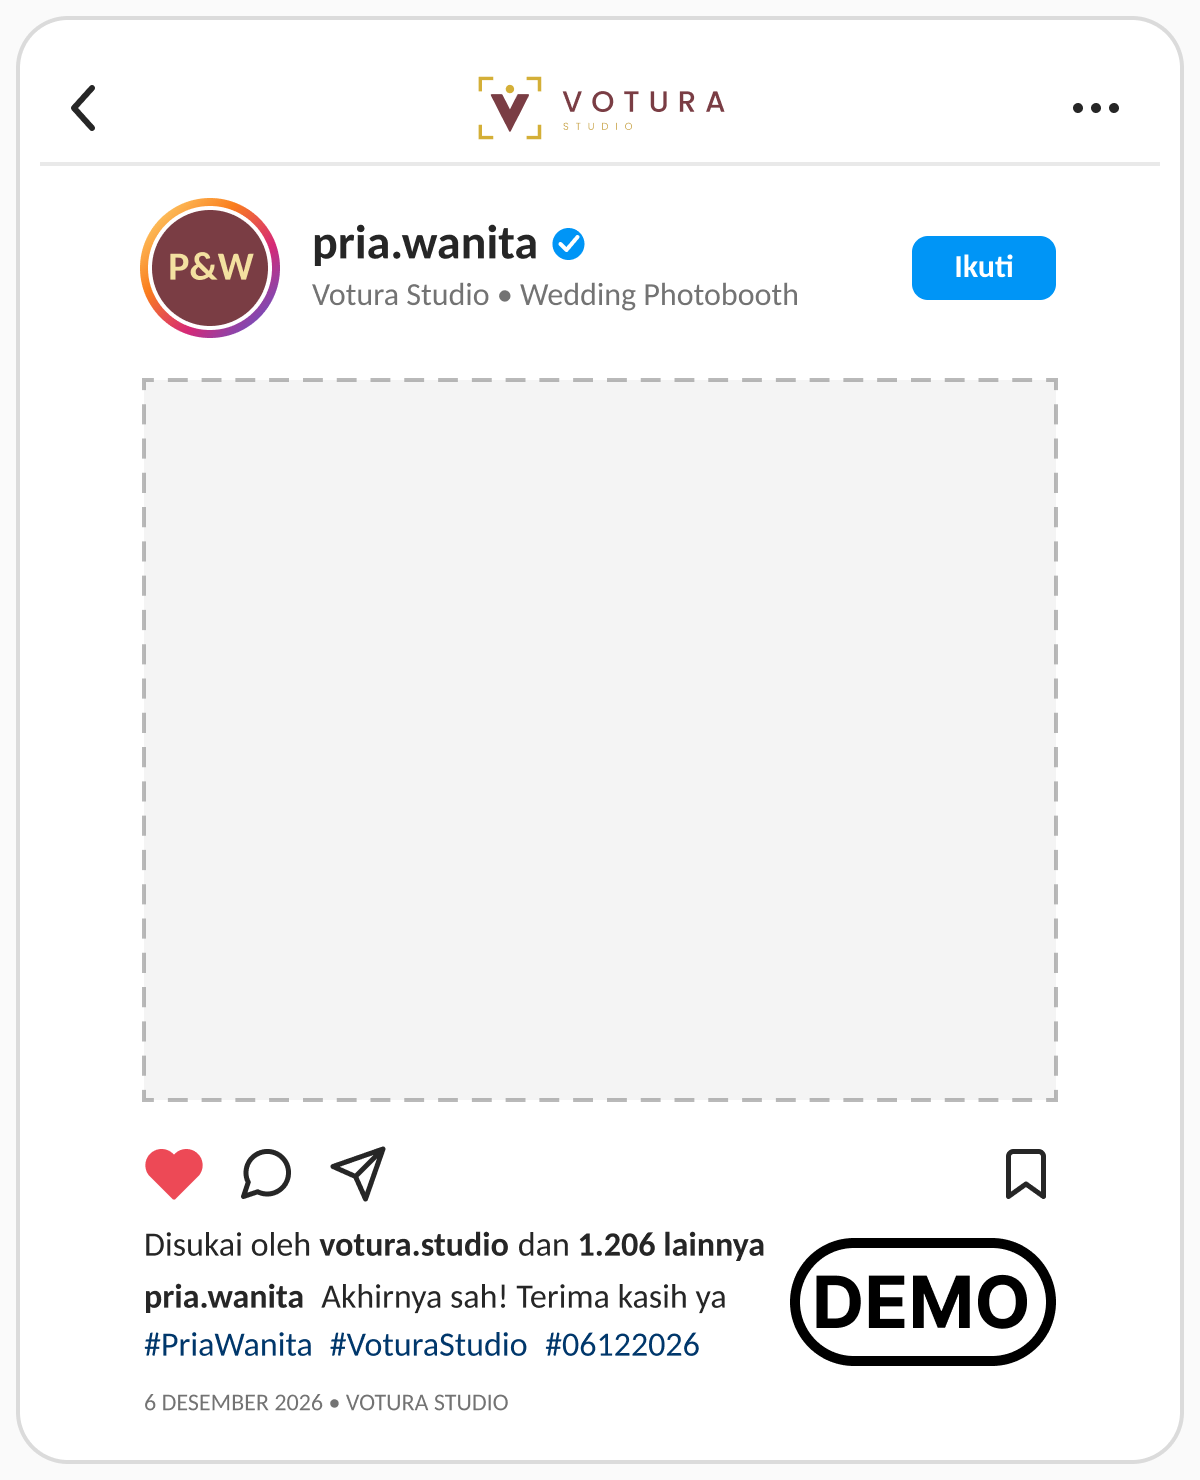 VOTURA
STUDIO
P&W
pria.wanita
Votura Studio • Wedding Photobooth
Ikuti
Disukai oleh votura.studio dan 1.206 lainnya
pria.wanita Akhirnya sah! Terima kasih ya
#PriaWanita #VoturaStudio #06122026
DEMO
6 DESEMBER 2026 • VOTURA STUDIO